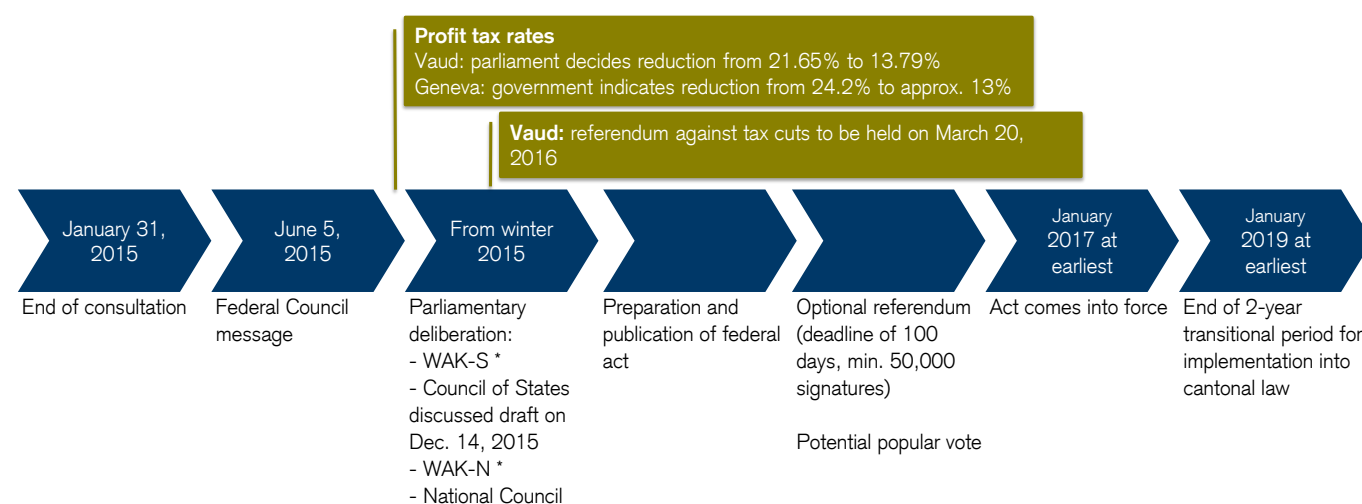 Profit tax rates
Vaud: parliament decides reduction from 21.65% to 13.79%
Geneva: government indicates reduction from 24.2% to approx. 13%
Vaud: referendum against tax cuts to be held on March 20,
2016
January 31,
2015
June 5,
2015
From winter
2015
January
2017 at
earliest
January
2019 at
earliest
End of consultation
Federal Council
message
Parliamentary
deliberation:
- WAK-S *
- Council of States
discussed draft on
Dec. 14, 2015
- WAK-N *
- National Council
Preparation and
publication of federal
act
Optional referendum
(deadline of 100
days, min. 50,000
signatures)
Potential popular vote
Act comes into force
End of 2-year
transitional period for
implementation into
cantonal law